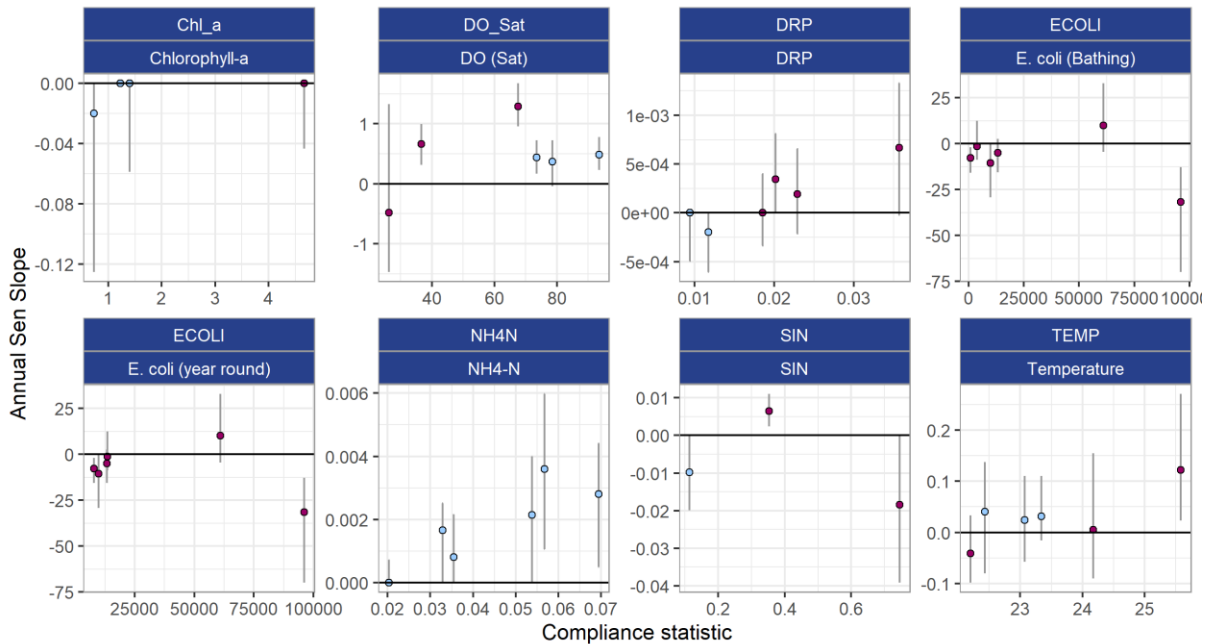 Chl_a
Chlorophyll-a
0.00
-0.04
-0.08
-0.12
1 2 3 4
DO_Sat
DO (Sat)
1
0
-1
40 60 80
DRP
DRP
1e-03
5e-04
0e+00
-5e-04
0.01 0.02 0.03
ECOLI
E. coli (Bathing)
25
0
-25
-50
-75
0 25000 50000 75000 10000
Annual Sen Slope
ECOLI
E. coli (year round)
25
0
-25
-50
-75
25000 50000 75000 100000
NH4N
NH4-N
0.006
0.004
0.002
0.000
0.02 0.03 0.04 0.05 0.06 0.07
SIN
SIN
0.01
0.00
-0.01
-0.02
-0.03
-0.04
0.2 0.4 0.6
TEMP
Temperature
0.2
0.1
0.0
-0.1
23 24 25
Compliance statistic